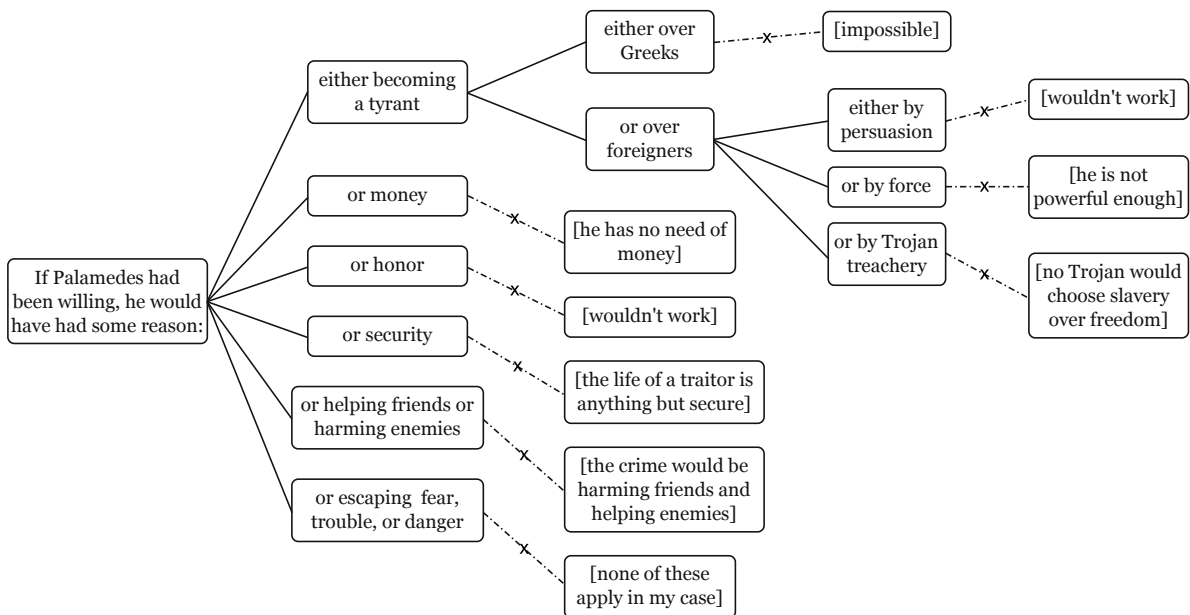 If Palamedes had
been willing, he would
have had some reason:
either becoming
a tyrant
either over
Greeks
x
[impossible]
or over
foreigners
either by
persuasion
x
[wouldn't work]
or by force
x
[he is not
powerful enough]
or by Trojan
treachery
x
[no Trojan would
choose slavery
over freedom]
or money
x
[he has no need of
money]
or honor
x
[wouldn't work]
or security
x
[the life of a traitor is
anything but secure]
or helping friends or
harming enemies
x
[the crime would be
harming friends and
helping enemies]
or escaping fear,
trouble, or danger
x
[none of these
apply in my case]